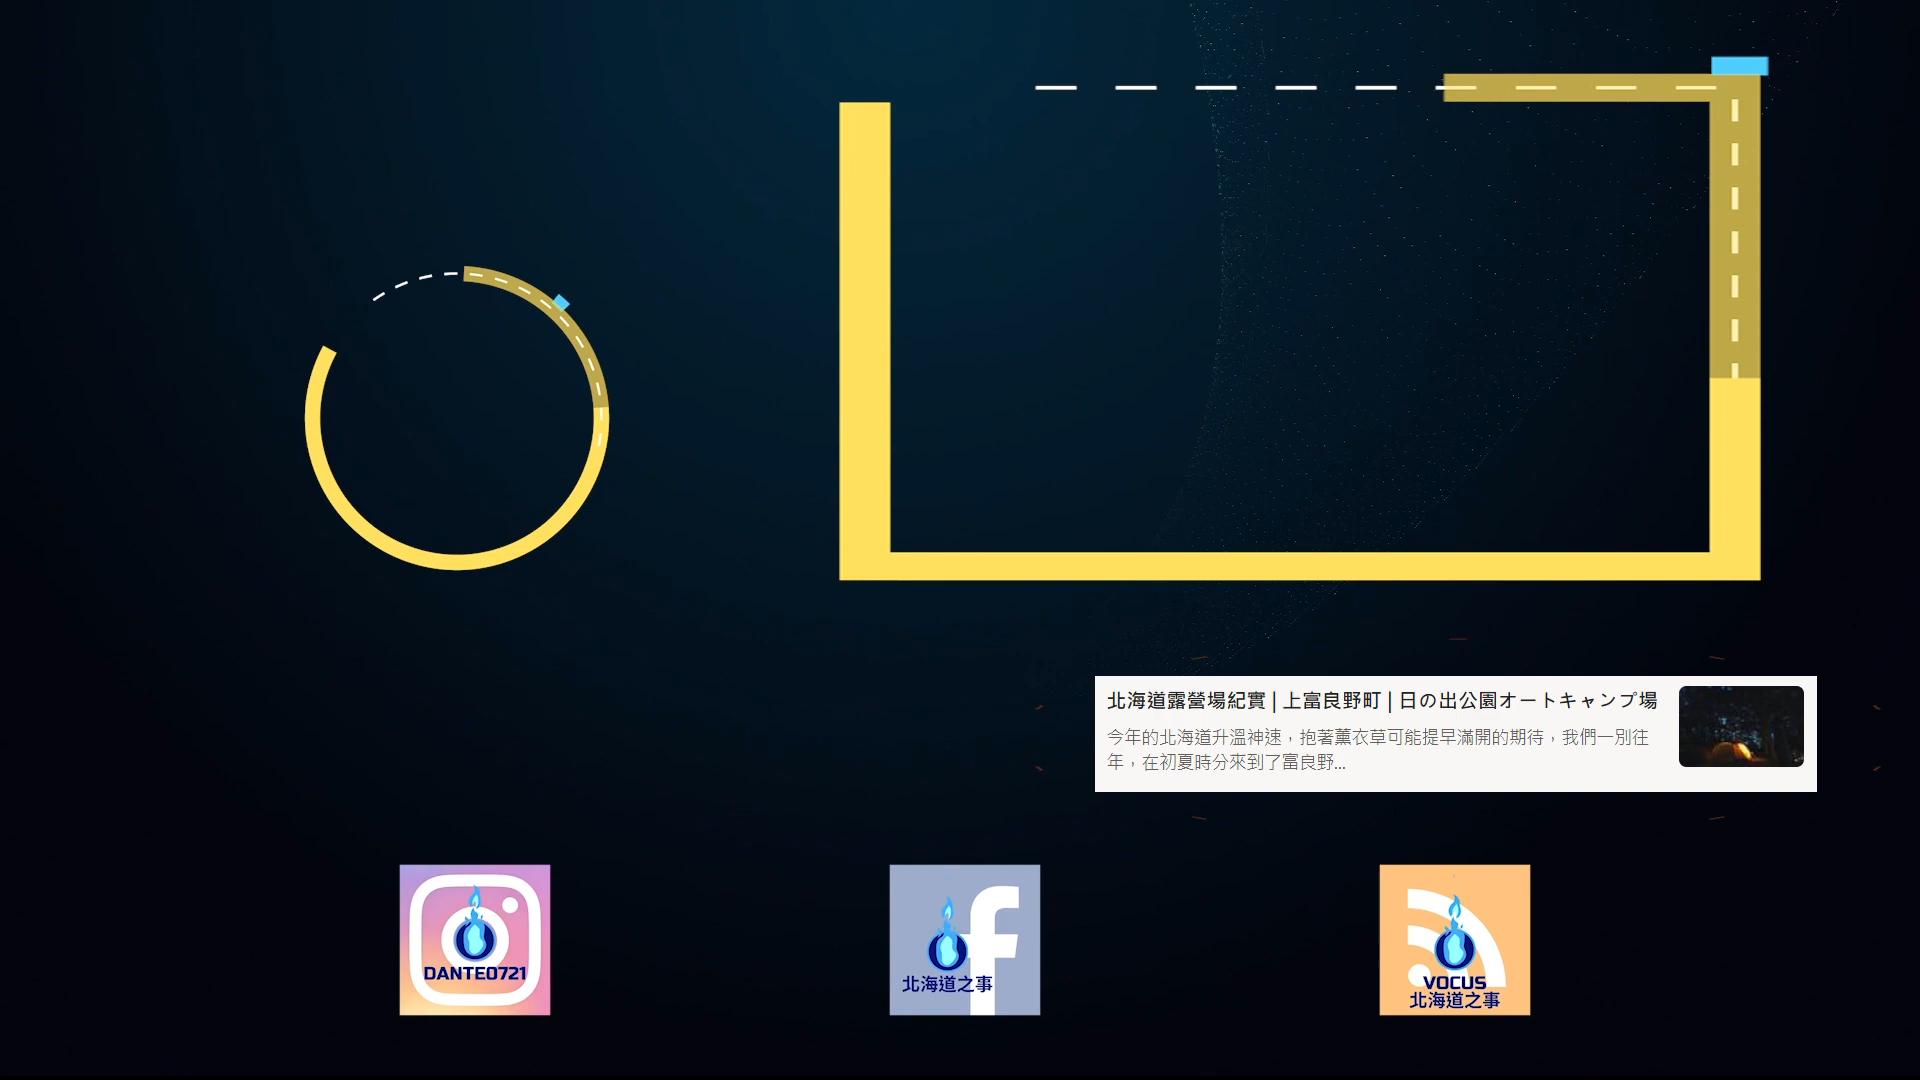 北海道露營場紀實 | 上富良野町 | 日の出公園オートキャンプ場
今年的北海道升溫神速，抱著薰衣草可能提早滿開的期待，我們一別往
年，在初夏時分來到了富良野...
DANTE0721
北海道之事
VOCUS
北海道之事